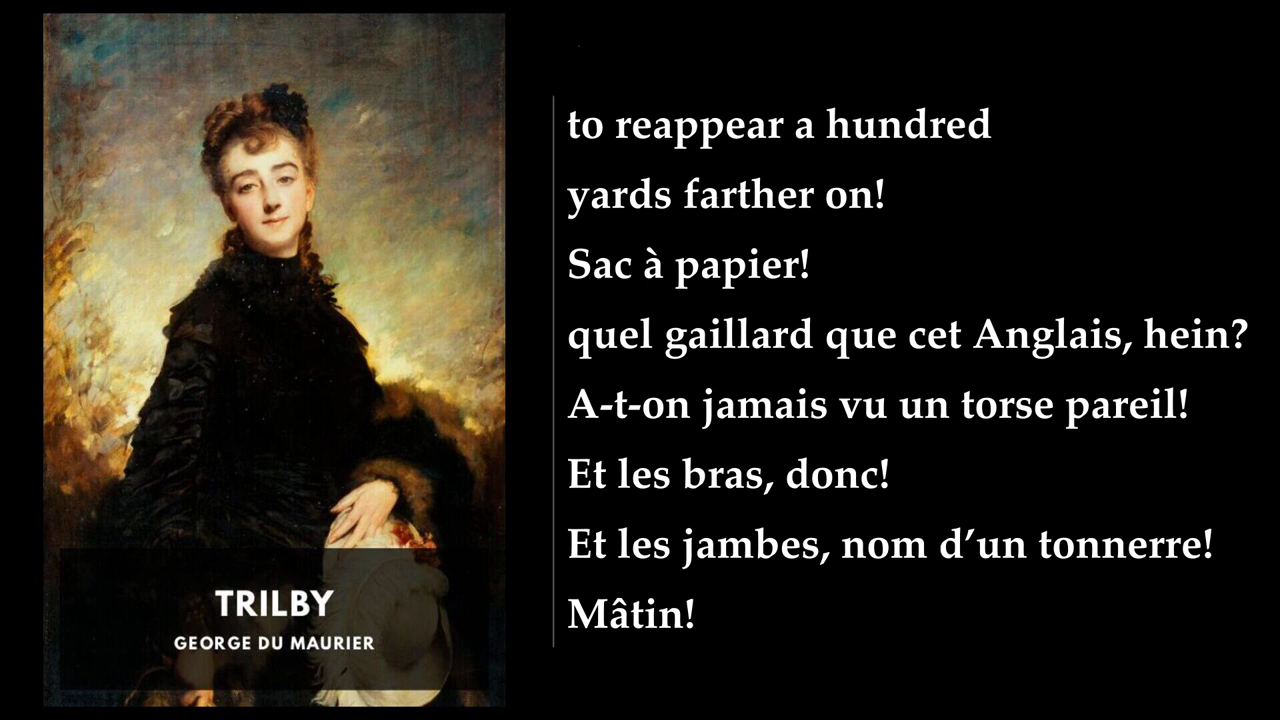 TRILBY
GEORGE DU MAURIER
to reappear a hundred
yards farther on!
Sac à papier!
quel gaillard que cet Anglais, hein?
A-t-on jamais vu un torse pareil!
Et les bras, donc!
Et les jambes, nom d’un tonnerre!
Mâtin!